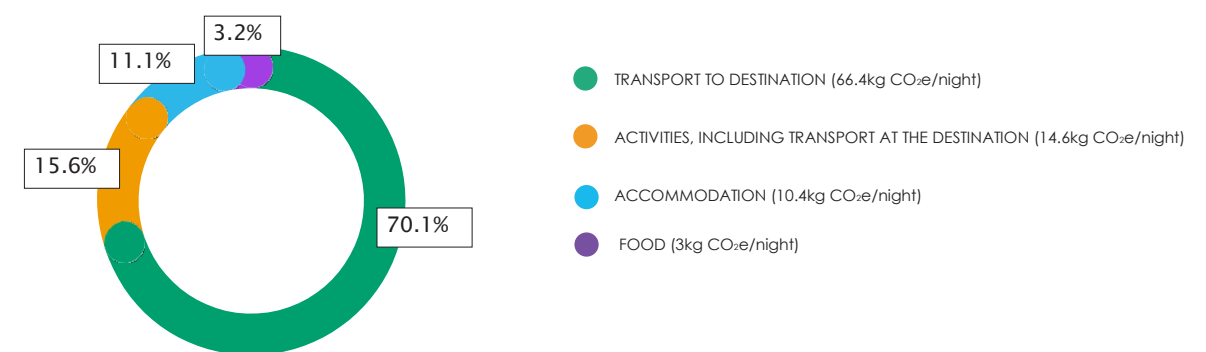 3.2%
11.1%
15.6%
70.1%
TRANSPORT TO DESTINATION (66.4kg CO₂e/night)
ACTIVITIES, INCLUDING TRANSPORT AT THE DESTINATION (14.6kg CO₂e/night)
ACCOMMODATION (10.4kg CO₂e/night)
FOOD (3kg CO₂e/night)